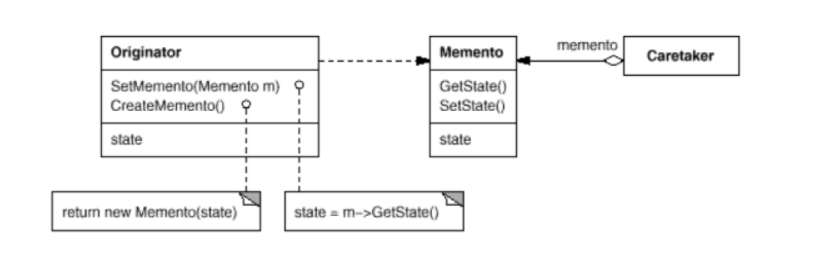 Originator
SetMemento(Memento m)
CreateMemento()
state
Memento
GetState()
SetState()
state
memento
Caretaker
return new Memento(state)
state = m->GetState()